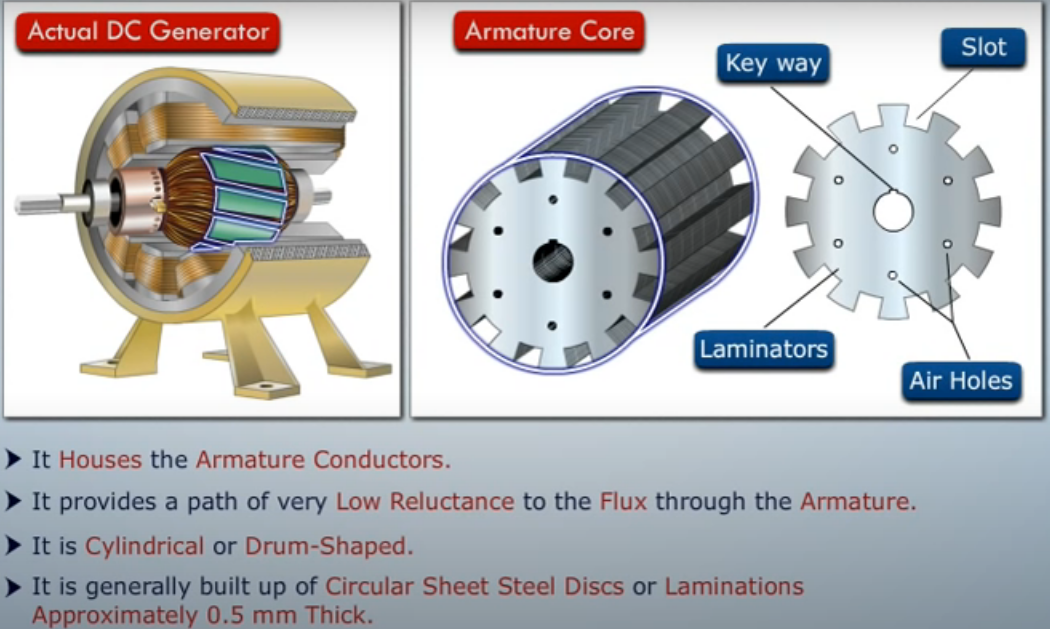 Actual DC Generator
Armature Core
Key way
Slot
Laminators
Air Holes
➤ It Houses the Armature Conductors.
➤ It provides a path of very Low Reluctance to the Flux through the Armature.
➤ It is Cylindrical or Drum-Shaped.
➤ It is generally built up of Circular Sheet Steel Discs or Laminations
Approximately 0.5 mm Thick.